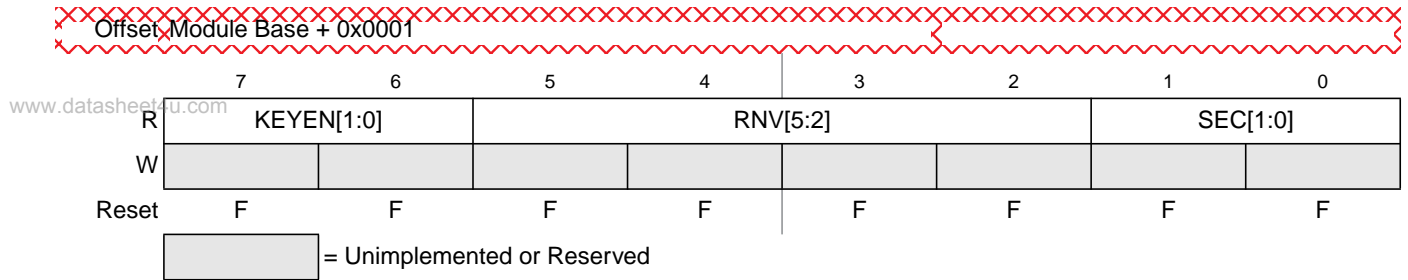 Offset Module Base + 0x0001
7 6 5 4 3 2 1 0
www.datasheet4u.com
R KEYEN[1:0] RNV[5:2] SEC[1:0]
W
Reset F F F F F F F F
= Unimplemented or Reserved